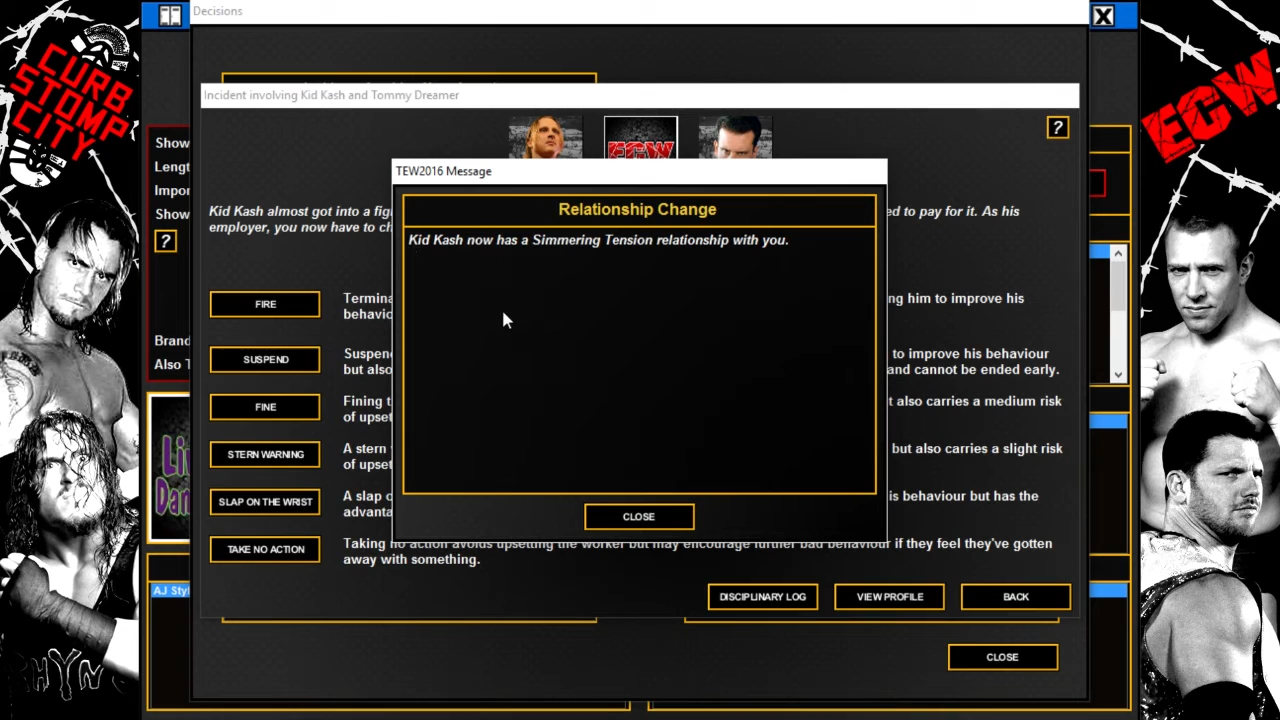 Decisions
CURB
STOMP
CITY
ECW
Incident involving Kid Kash and Tommy Dreamer
?
TEW2016 Message
Relationship Change
Kid Kash now has a Simmering Tension relationship with you.
CLOSE
Show
Lengt
Impor
Show
?
Brand
Also T
Kid Kash almost got into a fig
ed to pay for it. As his
employer, you now have to ch
FIRE
Termina
ng him to improve his
behavio
SUSPEND
Suspen
to improve his behaviour
but also
and cannot be ended early.
FINE
Fining t
t also carries a medium risk
of upset
STERN WARNING
A stern
but also carries a slight risk
of upset
SLAP ON THE WRIST
A slap o
is behaviour but has the
advanta
TAKE NO ACTION
Taking no action avoids upsetting the worker but may encourage further bad behaviour if they feel they've gotten
away with something.
DISCIPLINARY LOG
VIEW PROFILE
BACK
AJ Styl
CLOSE